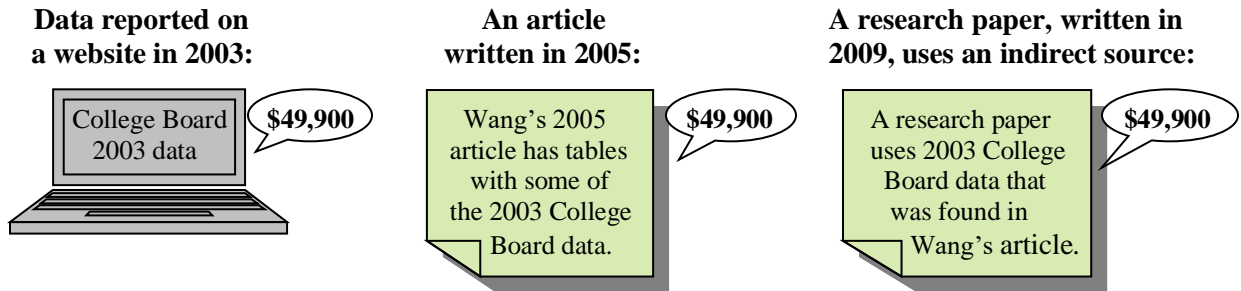 Data reported on
a website in 2003:
College Board
2003 data
$49,900
An article
written in 2005:
Wang's 2005
article has tables
with some of
the 2003 College
Board data.
$49,900
A research paper, written in
2009, uses an indirect source:
A research paper
uses 2003 College
Board data that
was found in
Wang's article.
$49,900